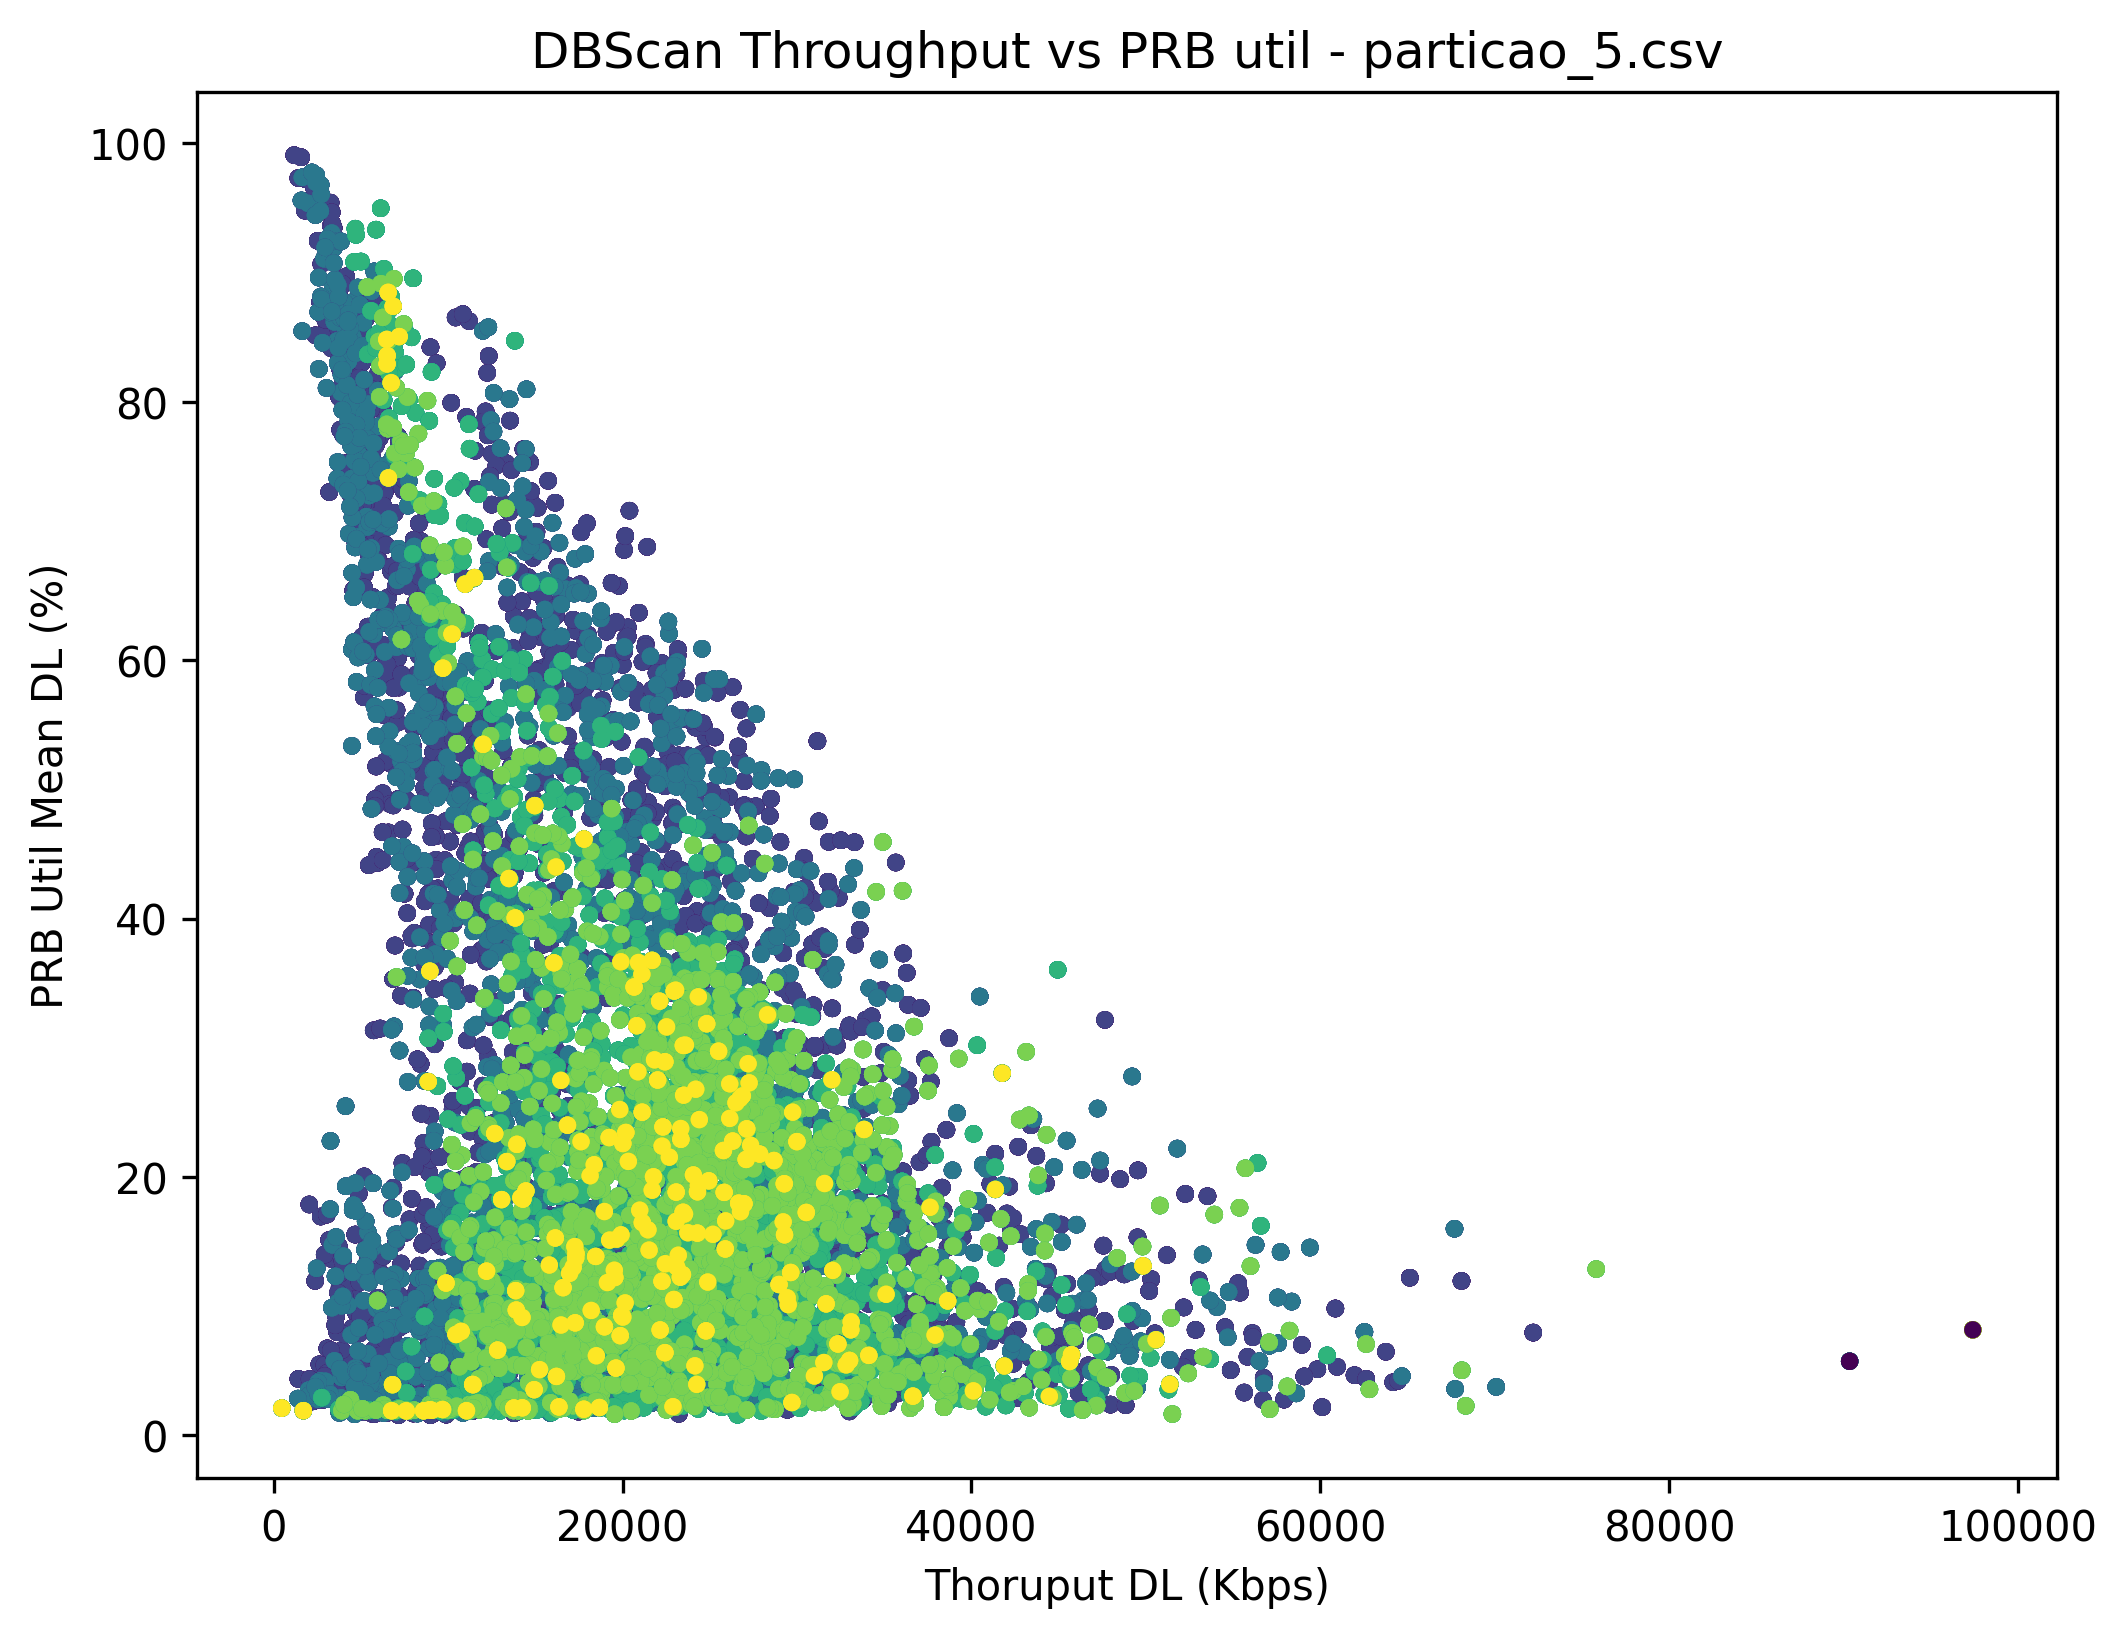 DBScan Throughput vs PRB util - particao_5.csv
100
80
60
40
20
0
PRB Util Mean DL (%)
0 20000 40000 60000 80000 100000
Thoruput DL (Kbps)